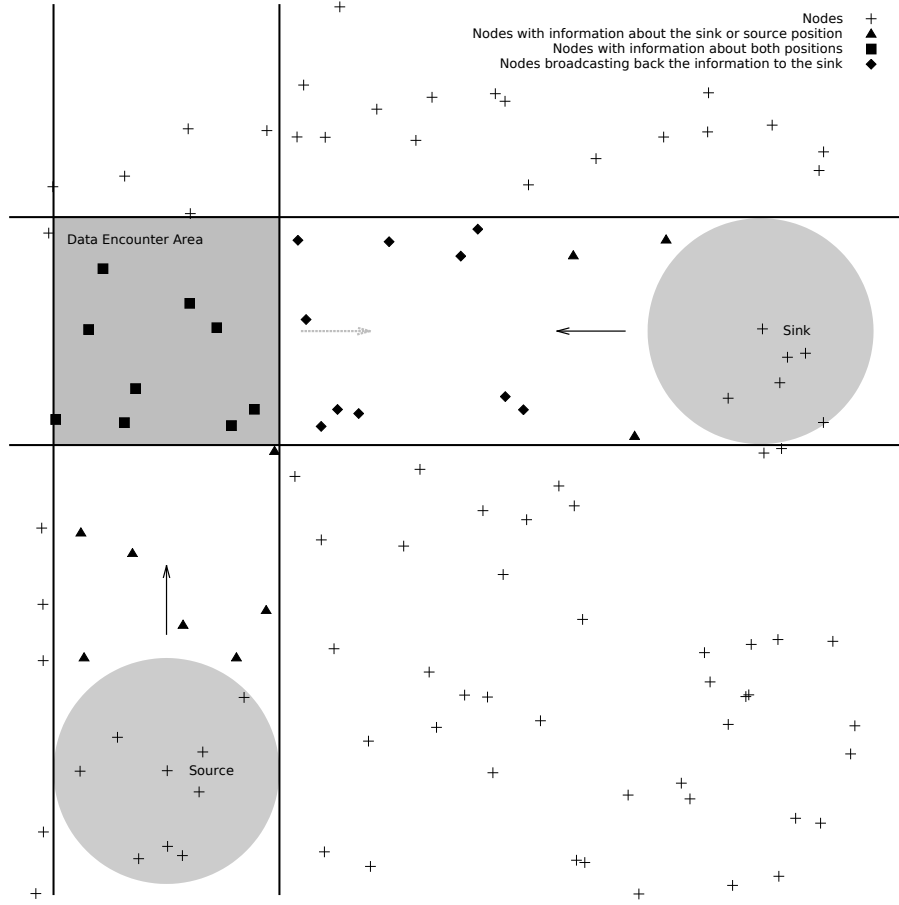 Nodes
Nodes with information about the sink or source position
Nodes with information about both positions
Nodes broadcasting back the information to the sink
Data Encounter Area
Sink
Source